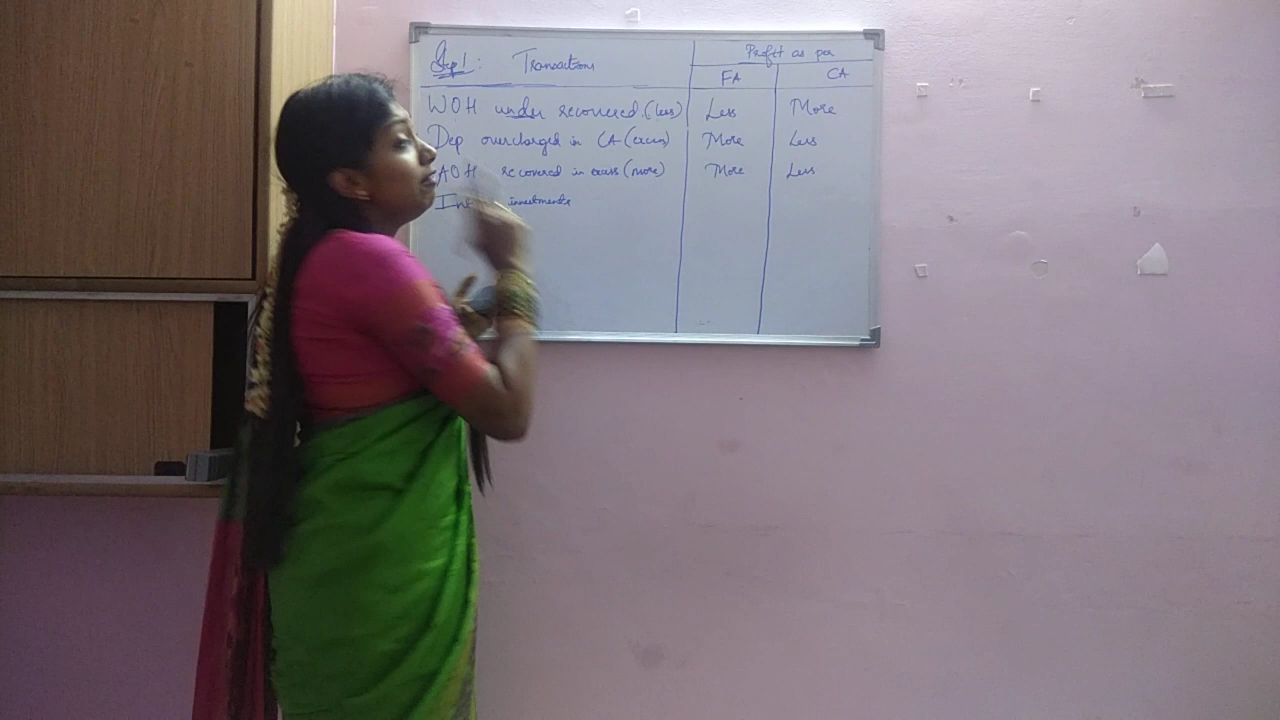 Step 1: Transactions Profit as per
FA CA
WOH under recovered (less) Less More
Dep overcharged in CA (excess) More Less
AOH recovered in excess (more) More Less
investments